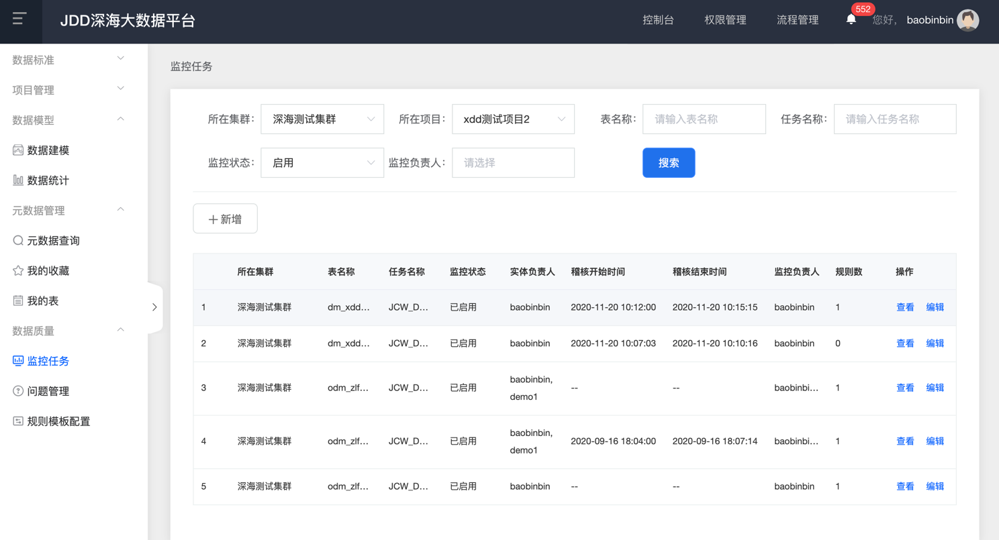 JDD深海大数据平台
控制台 权限管理 流程管理 552 您好, baobinbin
数据标准
项目管理
数据模型
数据建模
数据统计
元数据管理
元数据查询
我的收藏
我的表
数据质量
监控任务
问题管理
规则模板配置
监控任务
所在集群: 深海测试集群 所在项目: xdd测试项目2 表名称: 请输入表名称 任务名称: 请输入任务名称
监控状态: 启用 监控负责人: 请选择 搜索
新增
所在集群 表名称 任务名称 监控状态 实体负责人 稽核开始时间 稽核结束时间 监控负责人 规则数 操作
1 深海测试集群 dm_xdd... JCW_D... 已启用 baobinbin 2020-11-20 10:12:00 2020-11-20 10:15:15 baobinbin 1 查看 编辑
2 深海测试集群 dm_xdd... JCW_D... 已启用 baobinbin 2020-11-20 10:07:03 2020-11-20 10:10:16 baobinbin 0 查看 编辑
3 深海测试集群 odm_zlf... JCW_D... 已启用 baobinbin, -- -- baobinbi... 1 查看 编辑
demo1
4 深海测试集群 odm_zlf... JCW_D... 已启用 baobinbin, 2020-09-16 18:04:00 2020-09-16 18:07:14 baobinbi... 1 查看 编辑
demo1
5 深海测试集群 odm_zlf... JCW_D... 已启用 baobinbin -- -- baobinbin 1 查看 编辑